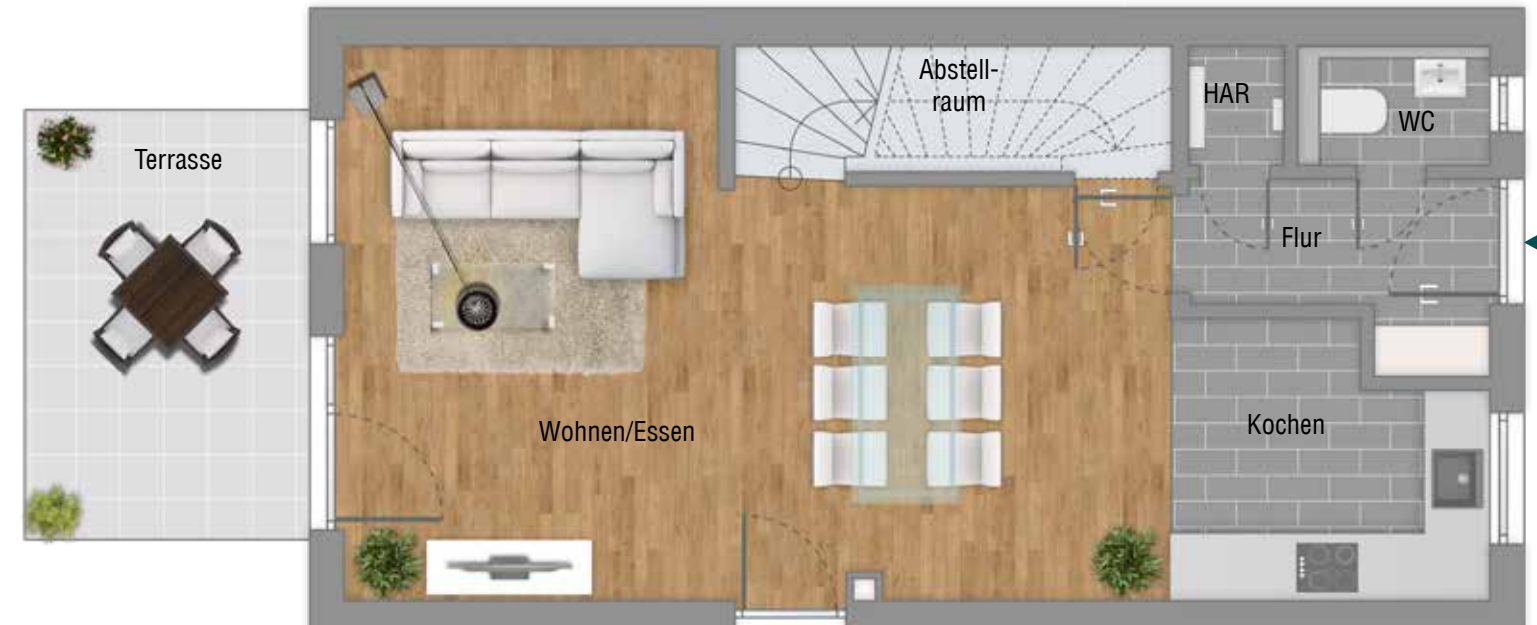 Abstell-
raum
HAR
WC
Terrasse
Flur
Wohnen/Essen
Kochen